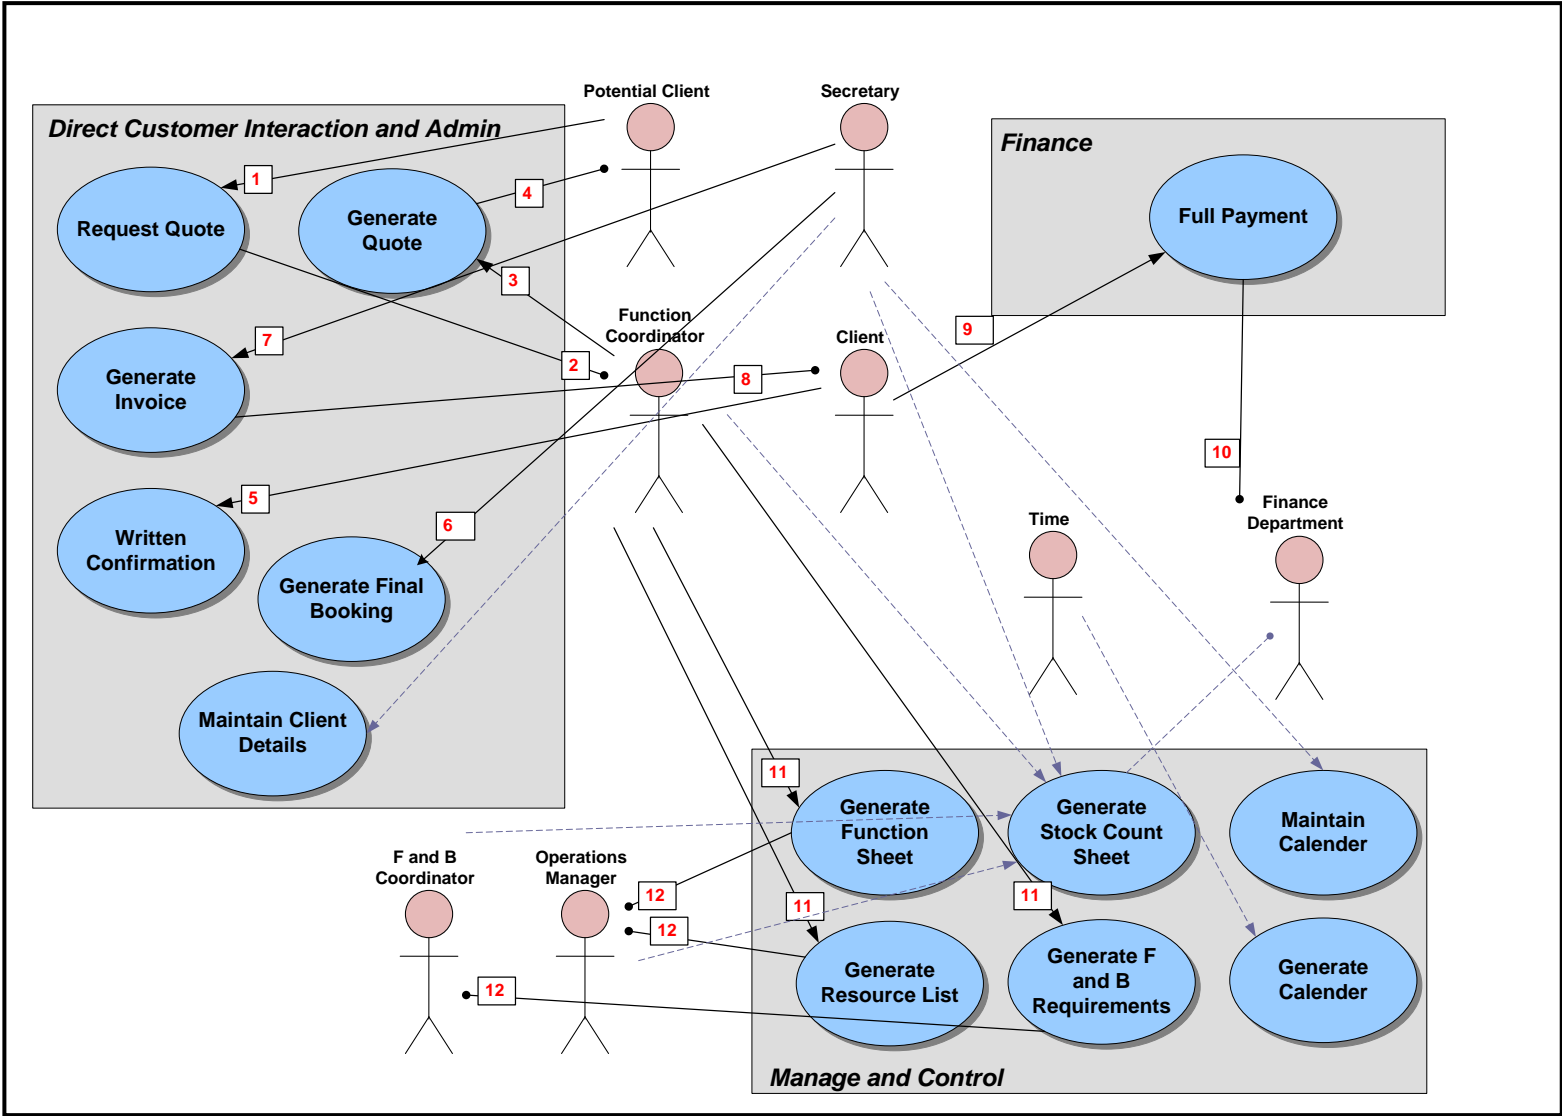 Potential Client
Secretary
Direct Customer Interaction and Admin
Finance
1
4
Request Quote
Generate
Quote
Full Payment
3
7
2
Function
Coordinator
Client
9
8
Generate
Invoice
10
5
6
Written
Confirmation
Generate Final
Booking
Time
Finance
Department
Maintain Client
Details
11
Generate
Function
Sheet
Generate
Stock Count
Sheet
Maintain
Calender
F and B
Coordinator
Operations
Manager
12
11
11
12
12
Generate
Resource List
Generate F
and B
Requirements
Generate
Calender
Manage and Control